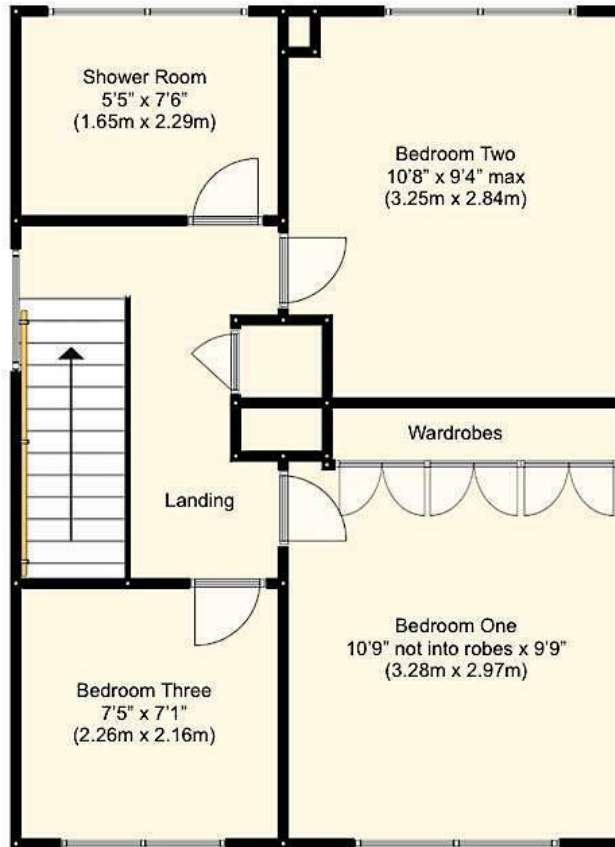 Shower Room
5'5" x 7'6"
(1.65m x 2.29m)
Bedroom Two
10'8" x 9'4" max
(3.25m x 2.84m)
Wardrobes
Landing
Bedroom One
10'9" not into robes x 9'9"
(3.28m x 2.97m)
Bedroom Three
7'5" x 7'1"
(2.26m x 2.16m)